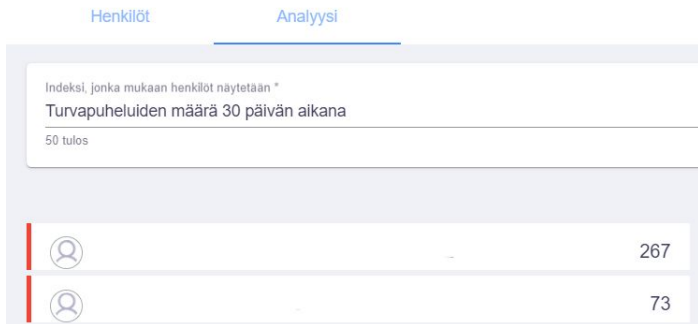 Henkilöt Analyysi
Indeksi, jonka mukaan henkilöt näytetään *
Turvapuheluiden määrä 30 päivän aikana
50 tulos
267
73